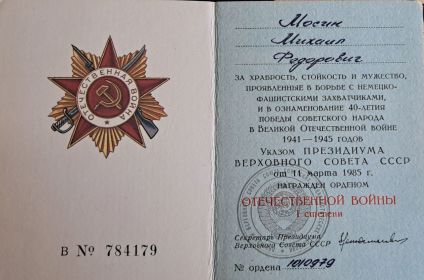 ОТЕЧЕСТВЕННАЯ ВОЙНА
В № 784179
Мосин
Михаил
Федорович
ЗА ХРАБРОСТЬ, СТОЙКОСТЬ И МУЖЕСТВО,
ПРОЯВЛЕННЫЕ В БОРЬБЕ С НЕМЕЦКО-
ФАШИСТСКИМИ ЗАХВАТЧИКАМИ,
И В ОЗНАМЕНОВАНИЕ 40-ЛЕТИЯ
ПОБЕДЫ СОВЕТСКОГО НАРОДА
В ВЕЛИКОЙ ОТЕЧЕСТВЕННОЙ ВОЙНЕ
1941—1945 ГОДОВ
УКАЗОМ ПРЕЗИДИУМА
ВЕРХОВНОГО СОВЕТА СССР
от 11 марта 1985 г.
НАГРАЖДЕН ОРДЕНОМ
ОТЕЧЕСТВЕННОЙ ВОЙНЫ
I степени
Секретарь Президиума
Верховного Совета СССР
№ ордена 1010979